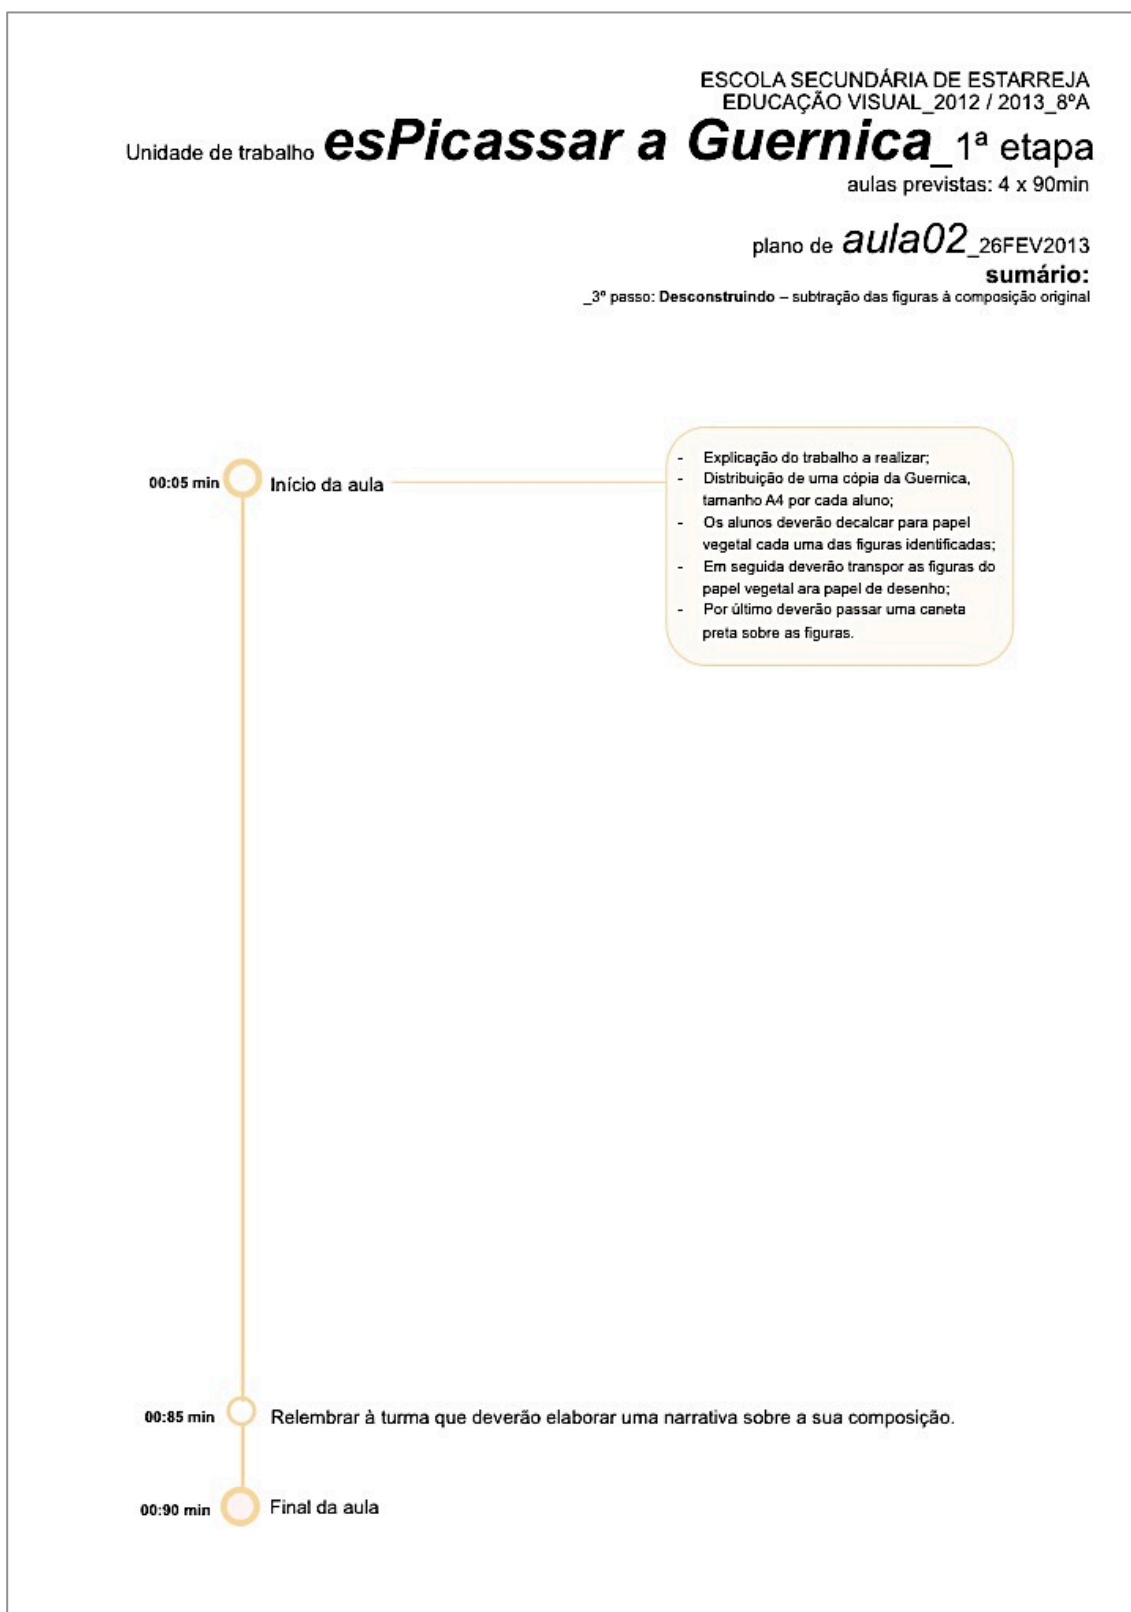 ESCOLA SECUNDÁRIA DE ESTARREJA
EDUCAÇÃO VISUAL_2012 / 2013_8ºA
Unidade de trabalho esPicassar a Guernica_1ª etapa
aulas previstas: 4 x 90min
plano de aula02_26FEV2013
sumário:
_3º passo: Desconstruindo – subtração das figuras à composição original
00:05 min Início da aula
- Explicação do trabalho a realizar;
- Distribuição de uma cópia da Guernica,
tamanho A4 por cada aluno;
- Os alunos deverão decalcar para papel
vegetal cada uma das figuras identificadas;
- Em seguida deverão transpor as figuras do
papel vegetal ara papel de desenho;
- Por último deverão passar uma caneta
preta sobre as figuras.
00:85 min Relembrar à turma que deverão elaborar uma narrativa sobre a sua composição.
00:90 min Final da aula